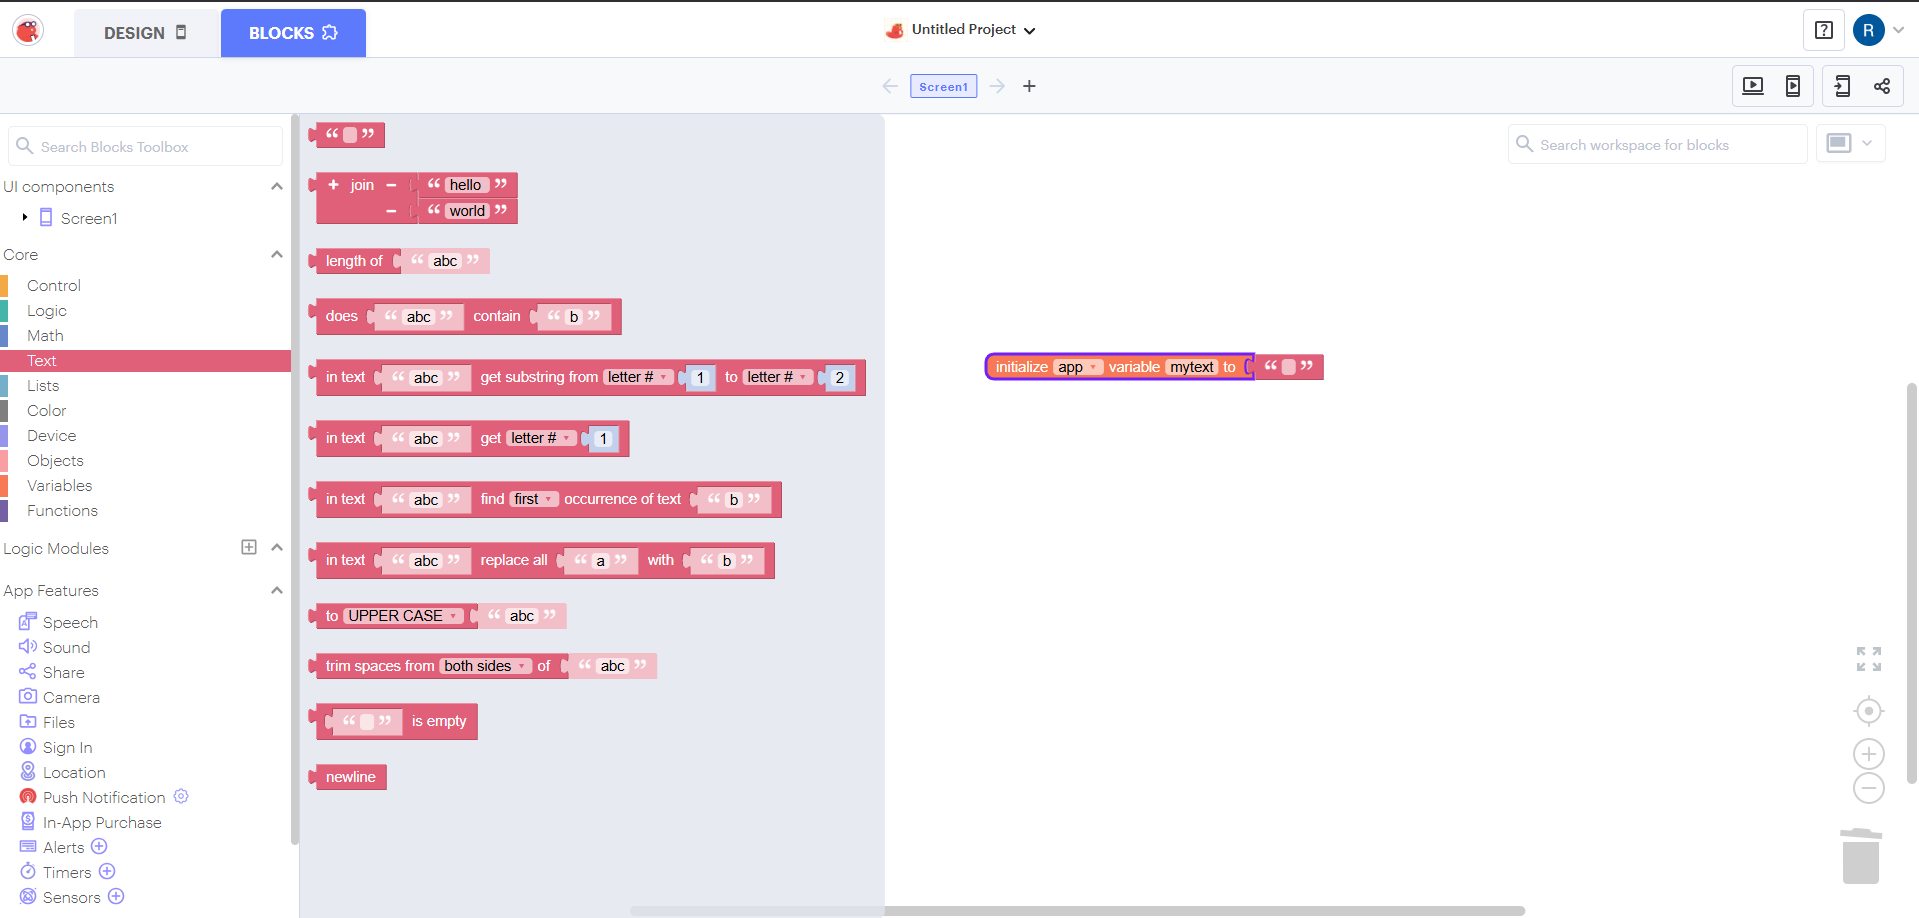 DESIGN
BLOCKS
Untitled Project
?
R
Screen1
+
Search Blocks Toolbox
UI components
Screen1
Core
Control
Logic
Math
Text
Lists
Color
Device
Objects
Variables
Functions
Logic Modules
App Features
Speech
Sound
Share
Camera
Files
Sign In
Location
Push Notification
In-App Purchase
Alerts
Timers
Sensors
“ ”
+ join − “ hello ”
− “ world ”
length of “ abc ”
does “ abc ” contain “ b ”
in text “ abc ” get substring from letter # 1 to letter # 2
in text “ abc ” get letter # 1
in text “ abc ” find first occurrence of text “ b ”
in text “ abc ” replace all “ a ” with “ b ”
to UPPER CASE “ abc ”
trim spaces from both sides of “ abc ”
“ ” is empty
newline
Search workspace for blocks
initialize app variable mytext to “ ”